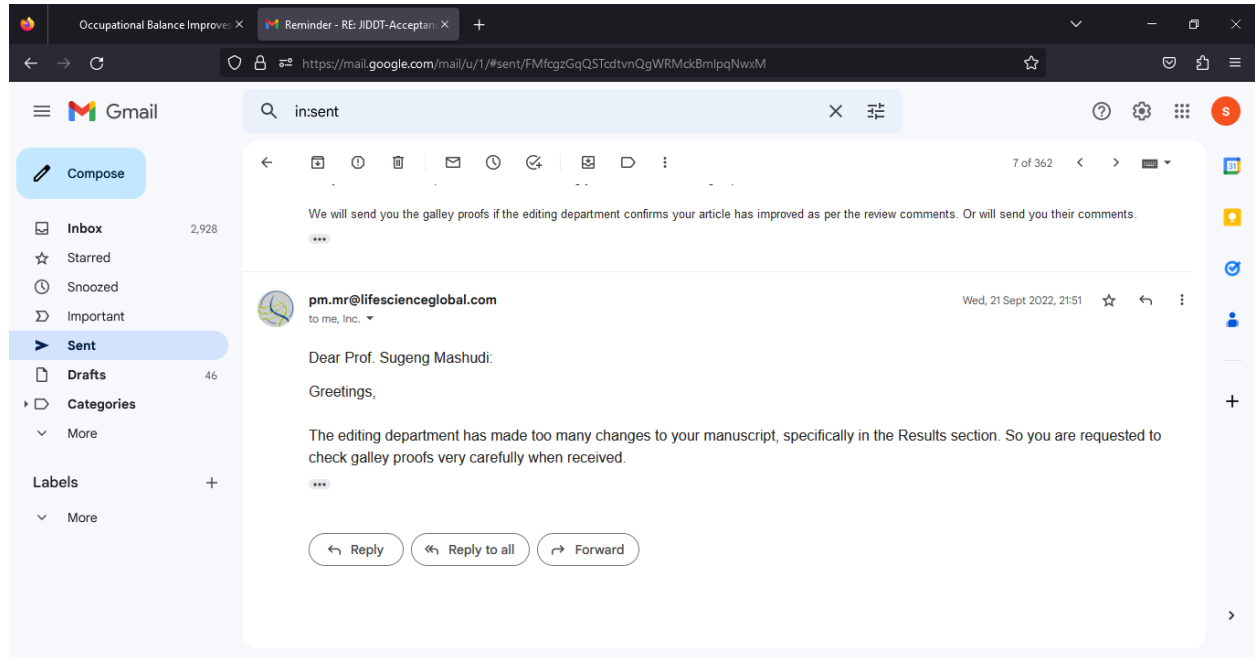 Occupational Balance Improves
Reminder - RE: JIDDT-Acceptanc
https://mail.google.com/mail/u/1/#sent/FMfcgzGqQSTcdtvnQgWRMckBmlpqNwxM
Gmail
in:sent
S
Compose
7 of 362
31
We will send you the galley proofs if the editing department confirms your article has improved as per the review comments. Or will send you their comments.
Inbox 2,928
Starred
Snoozed
Important
Sent
Drafts 46
Categories
More
Labels
More
pm.mr@lifescienceglobal.com
Wed, 21 Sept 2022, 21:51
to me, Inc.
Dear Prof. Sugeng Mashudi:
Greetings,
The editing department has made too many changes to your manuscript, specifically in the Results section. So you are requested to
check galley proofs very carefully when received.
Reply
Reply to all
Forward